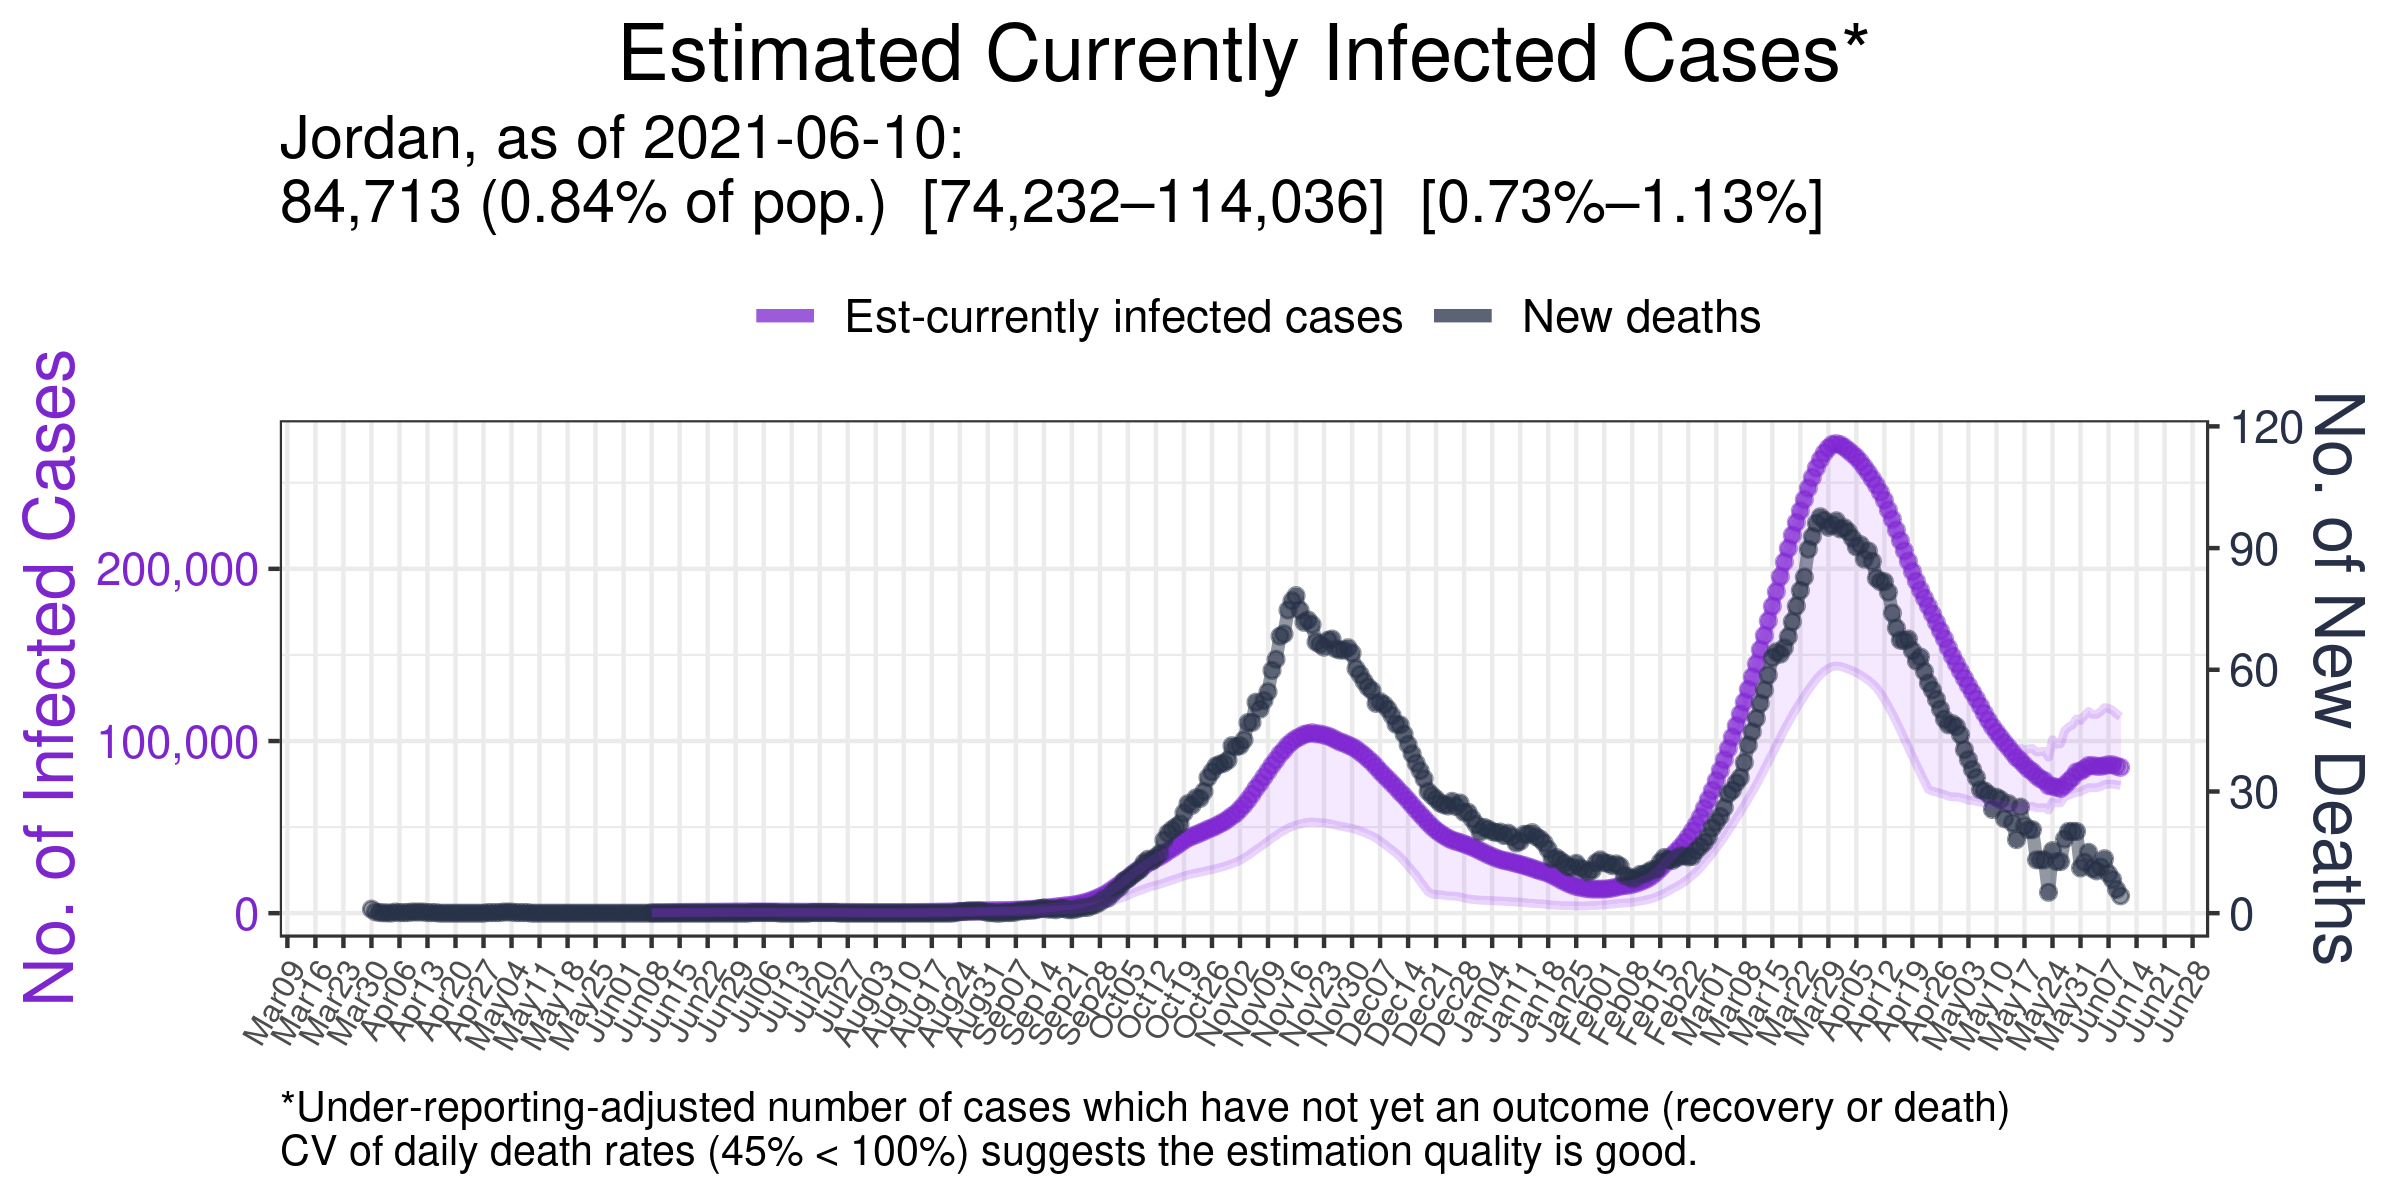 Estimated Currently Infected Cases*
Jordan, as of 2021-06-10:
84,713 (0.84% of pop.) [74,232–114,036] [0.73%–1.13%]
Est-currently infected cases New deaths
No. of Infected Cases
200,000
100,000
0
120
90
60
30
0
No. of New Deaths
Mar09 Mar16 Mar23 Mar30 Apr06 Apr13 Apr20 Apr27 May04 May11 May18 May25 Jun01 Jun08 Jun15 Jun22 Jun29 Jul06 Jul13 Jul20 Jul27 Aug03 Aug10 Aug17 Aug24 Aug31 Sep07 Sep14 Sep21 Sep28 Oct05 Oct12 Oct19 Oct26 Nov02 Nov09 Nov16 Nov23 Nov30 Dec07 Dec14 Dec21 Dec28 Jan04 Jan11 Jan18 Jan25 Feb01 Feb08 Feb15 Feb22 Mar01 Mar08 Mar15 Mar22 Mar29 Apr05 Apr12 Apr19 Apr26 May03 May10 May17 May24 May31 Jun07 Jun14 Jun21 Jun28
*Under-reporting-adjusted number of cases which have not yet an outcome (recovery or death)
CV of daily death rates (45% < 100%) suggests the estimation quality is good.